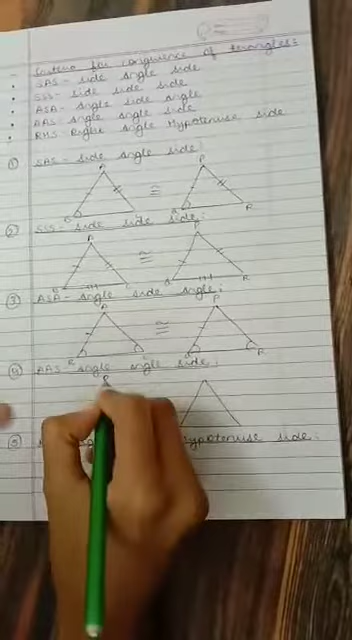 Criteria for congruence of triangles:
• SAS - side angle side
• SSS - side side side
• ASA - angle side angle
• AAS - angle angle side
• RHS - Right angle Hypotenuse side
① SAS - side angle side:
A P
≅
B Q R
② SSS - side side side:
A P
≅
B C Q R
③ ASA - angle side angle:
A P
≅
B C Q R
④ AAS - angle angle side:
⑤ Hypotenuse side: